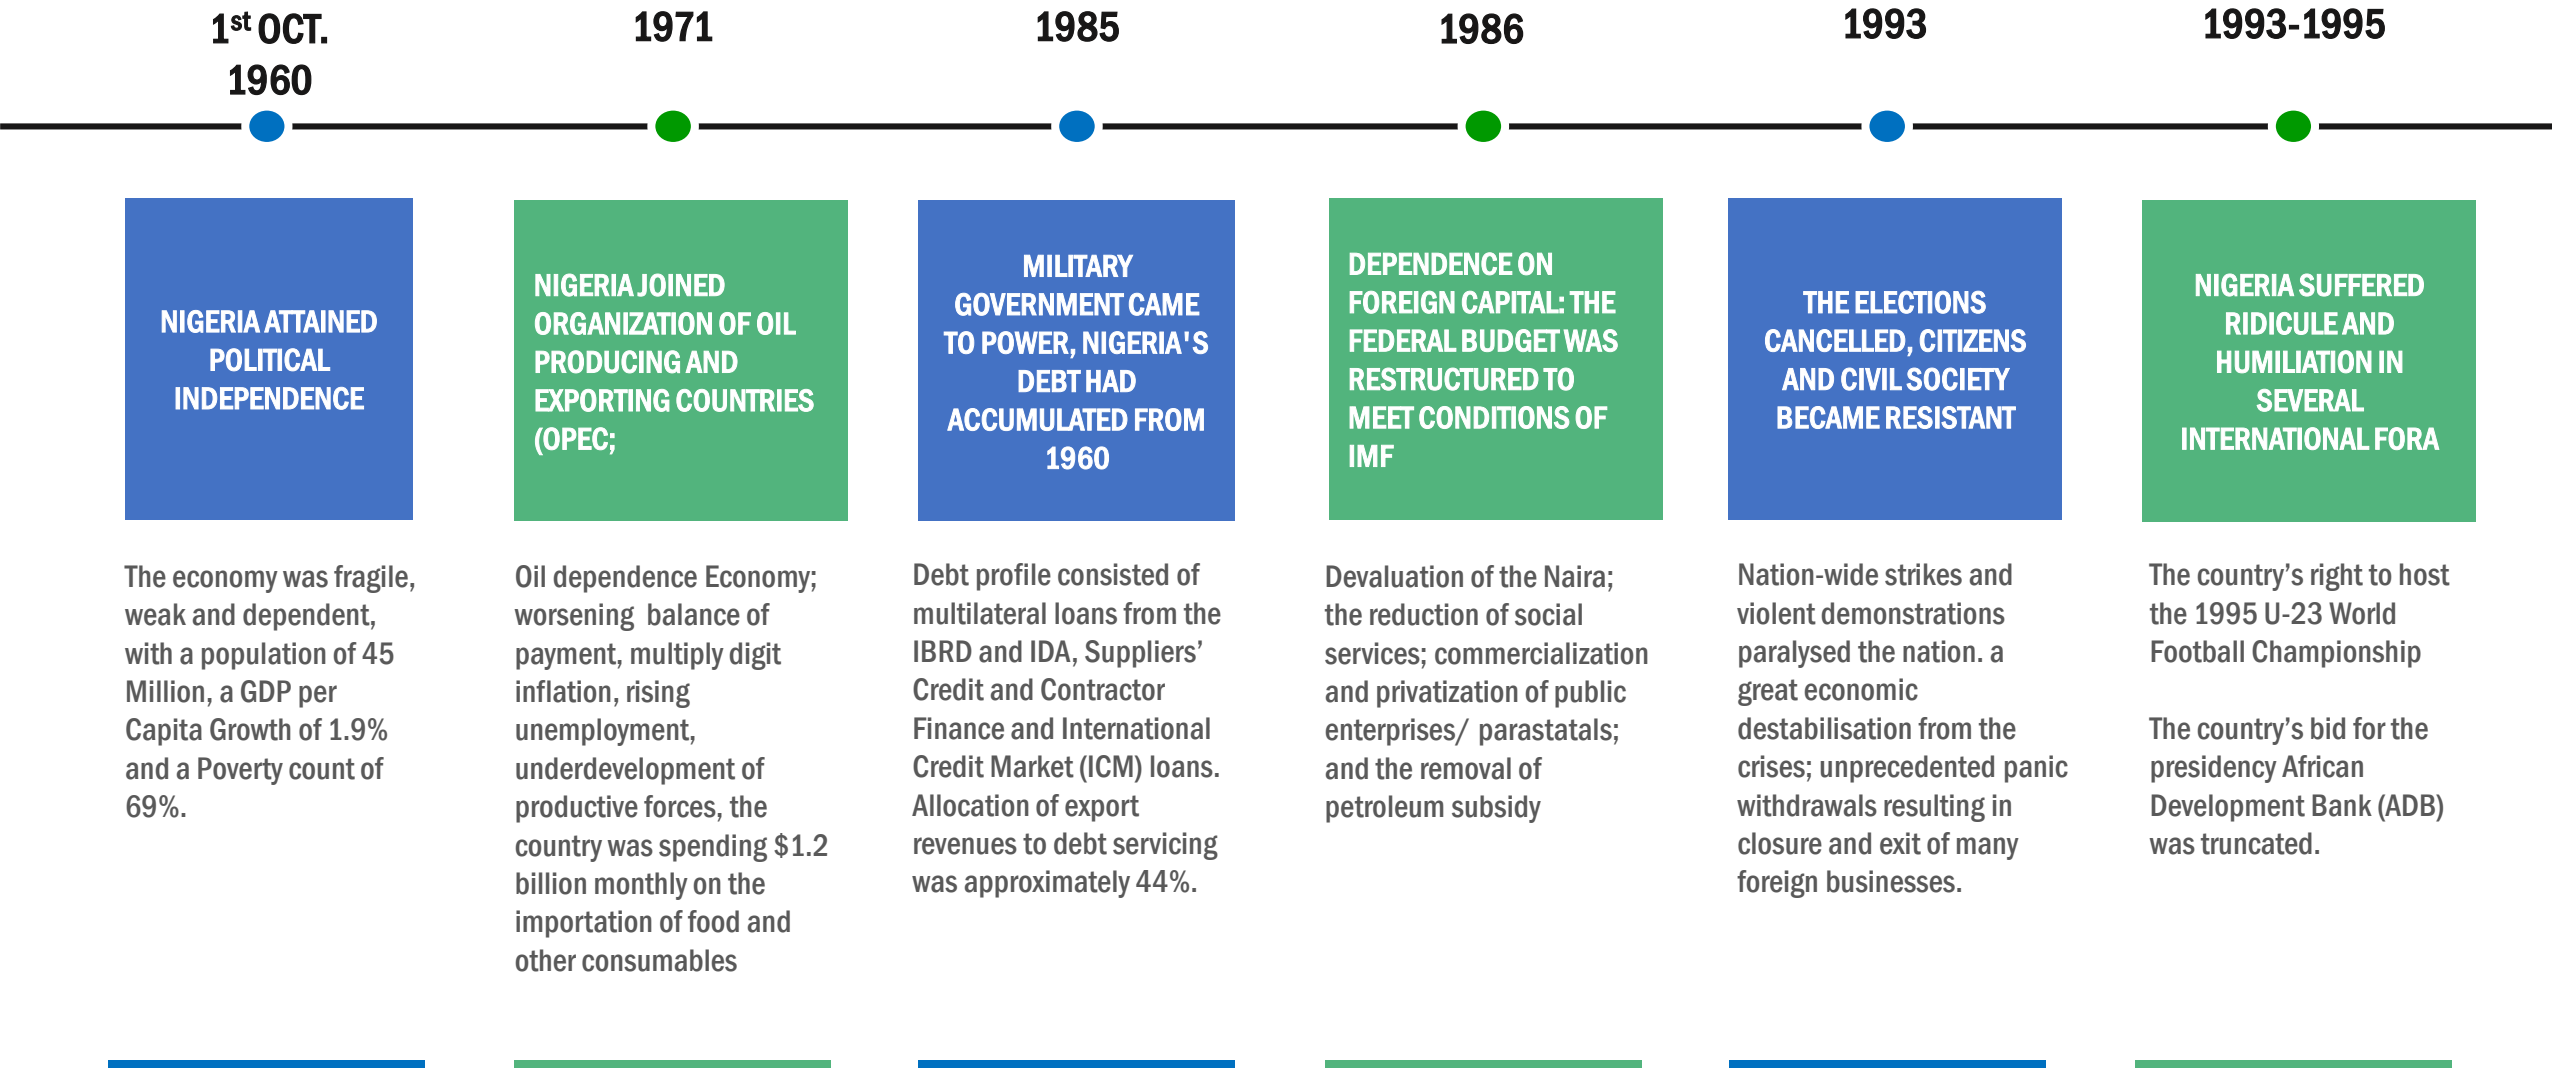 1st OCT.
1960
1971
1985
1986
1993
1993-1995
NIGERIA ATTAINED
POLITICAL
INDEPENDENCE
NIGERIA JOINED
ORGANIZATION OF OIL
PRODUCING AND
EXPORTING COUNTRIES
(OPEC;
MILITARY
GOVERNMENT CAME
TO POWER, NIGERIA'S
DEBT HAD
ACCUMULATED FROM
1960
DEPENDENCE ON
FOREIGN CAPITAL: THE
FEDERAL BUDGET WAS
RESTRUCTURED TO
MEET CONDITIONS OF
IMF
THE ELECTIONS
CANCELLED, CITIZENS
AND CIVIL SOCIETY
BECAME RESISTANT
NIGERIA SUFFERED
RIDICULE AND
HUMILIATION IN
SEVERAL
INTERNATIONAL FORA
The economy was fragile,
weak and dependent,
with a population of 45
Million, a GDP per
Capita Growth of 1.9%
and a Poverty count of
69%.
Oil dependence Economy;
worsening  balance of
payment, multiply digit
inflation, rising
unemployment,
underdevelopment of
productive forces, the
country was spending $1.2
billion monthly on the
importation of food and
other consumables
Debt profile consisted of
multilateral loans from the
IBRD and IDA, Suppliers’
Credit and Contractor
Finance and International
Credit Market (ICM) loans.
Allocation of export
revenues to debt servicing
was approximately 44%.
Devaluation of the Naira;
the reduction of social
services; commercialization
and privatization of public
enterprises/ parastatals;
and the removal of
petroleum subsidy
Nation-wide strikes and
violent demonstrations
paralysed the nation. a
great economic
destabilisation from the
crises; unprecedented panic
withdrawals resulting in
closure and exit of many
foreign businesses.
The country’s right to host
the 1995 U-23 World
Football Championship
The country’s bid for the
presidency African
Development Bank (ADB)
was truncated.